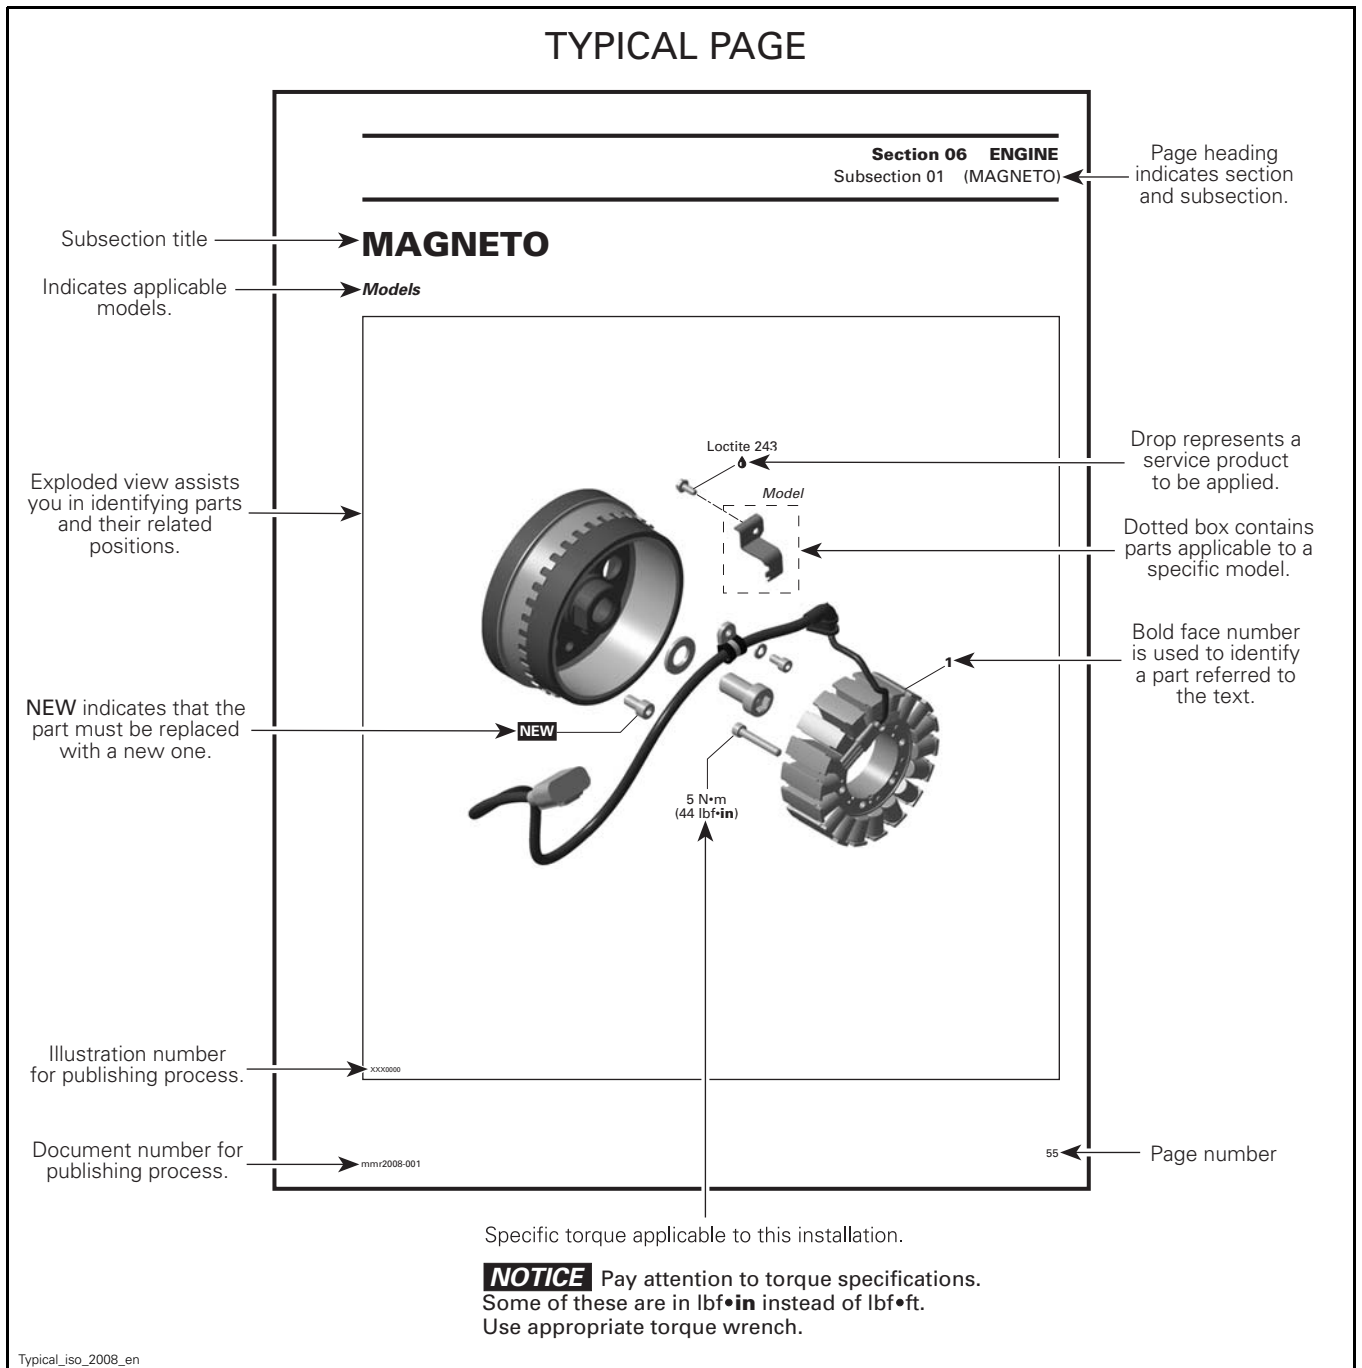 TYPICAL PAGE
Section 06 ENGINE
Subsection 01 (MAGNETO)
Page heading
indicates section
and subsection.
Subsection title
MAGNETO
Indicates applicable
models.
Models
Exploded view assists
you in identifying parts
and their related
positions.
Loctite 243
Drop represents a
service product
to be applied.
Model
Dotted box contains
parts applicable to a
specific model.
Bold face number
is used to identify
a part referred to
the text.
1
NEW indicates that the
part must be replaced
with a new one.
NEW
5 N•m
(44 lbf•in)
Illustration number
for publishing process.
XXX0000
Document number for
publishing process.
mmr2008-001
55
Page number
Specific torque applicable to this installation.
NOTICE Pay attention to torque specifications.
Some of these are in lbf•in instead of lbf•ft.
Use appropriate torque wrench.
Typical_iso_2008_en